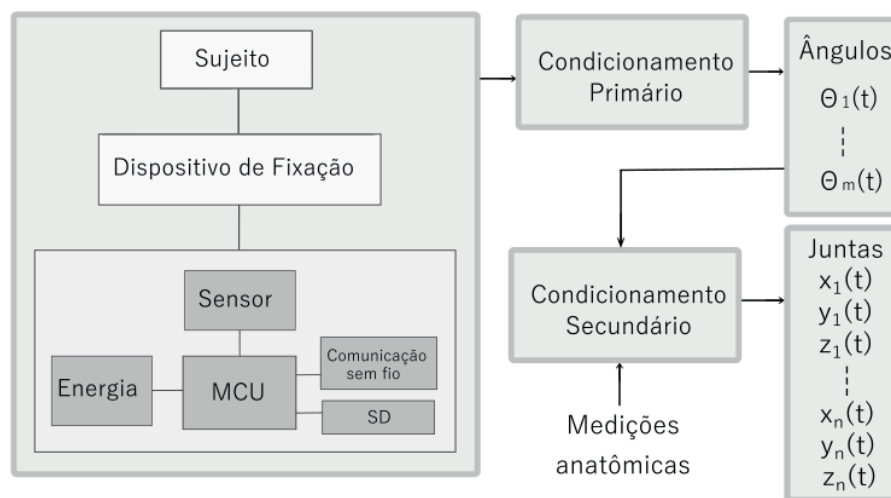 Sujeito
Dispositivo de Fixação
Sensor
Energia
MCU
Comunicação
sem fio
SD
Condicionamento
Primário
Ângulos
Θ₁(t)
Θₘ(t)
Condicionamento
Secundário
Medições
anatômicas
Juntas
x₁(t)
y₁(t)
z₁(t)
xₙ(t)
yₙ(t)
zₙ(t)